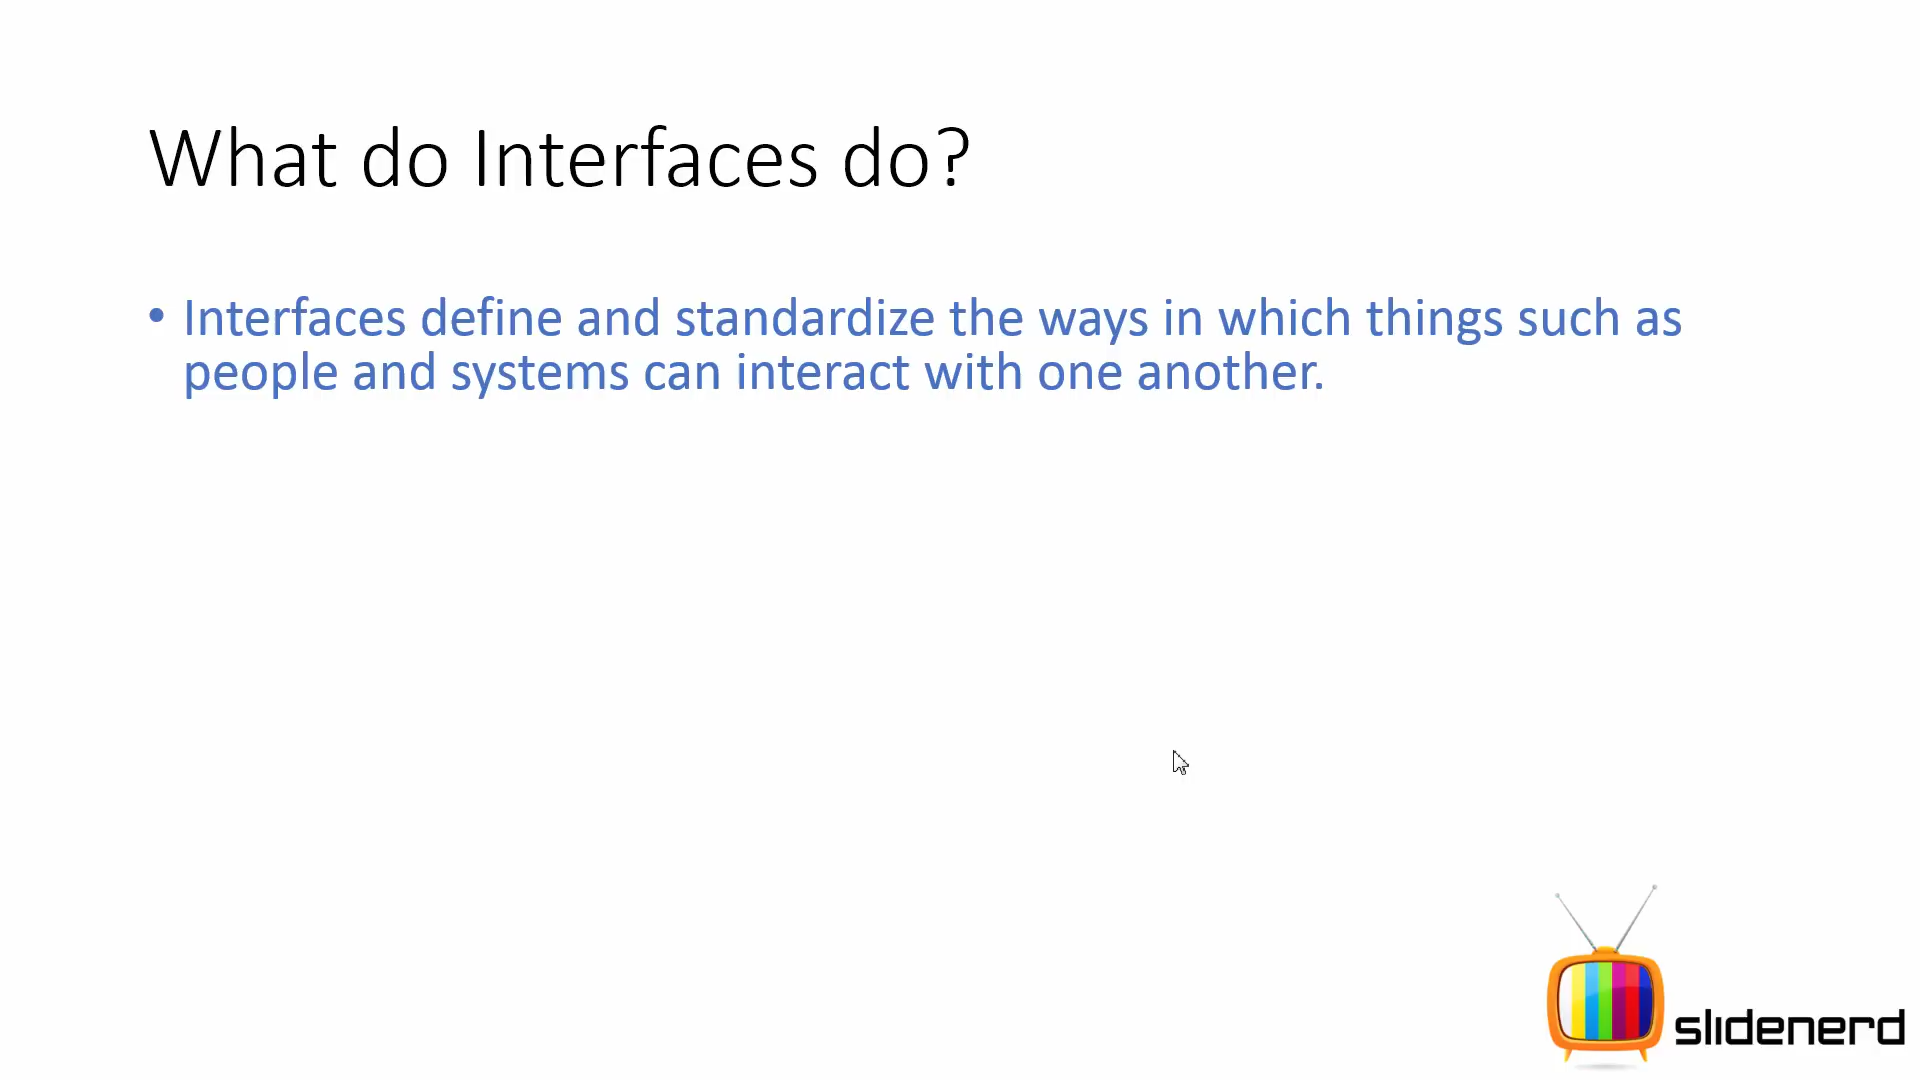 What do Interfaces do?
• Interfaces define and standardize the ways in which things such as
people and systems can interact with one another.
slidenerd